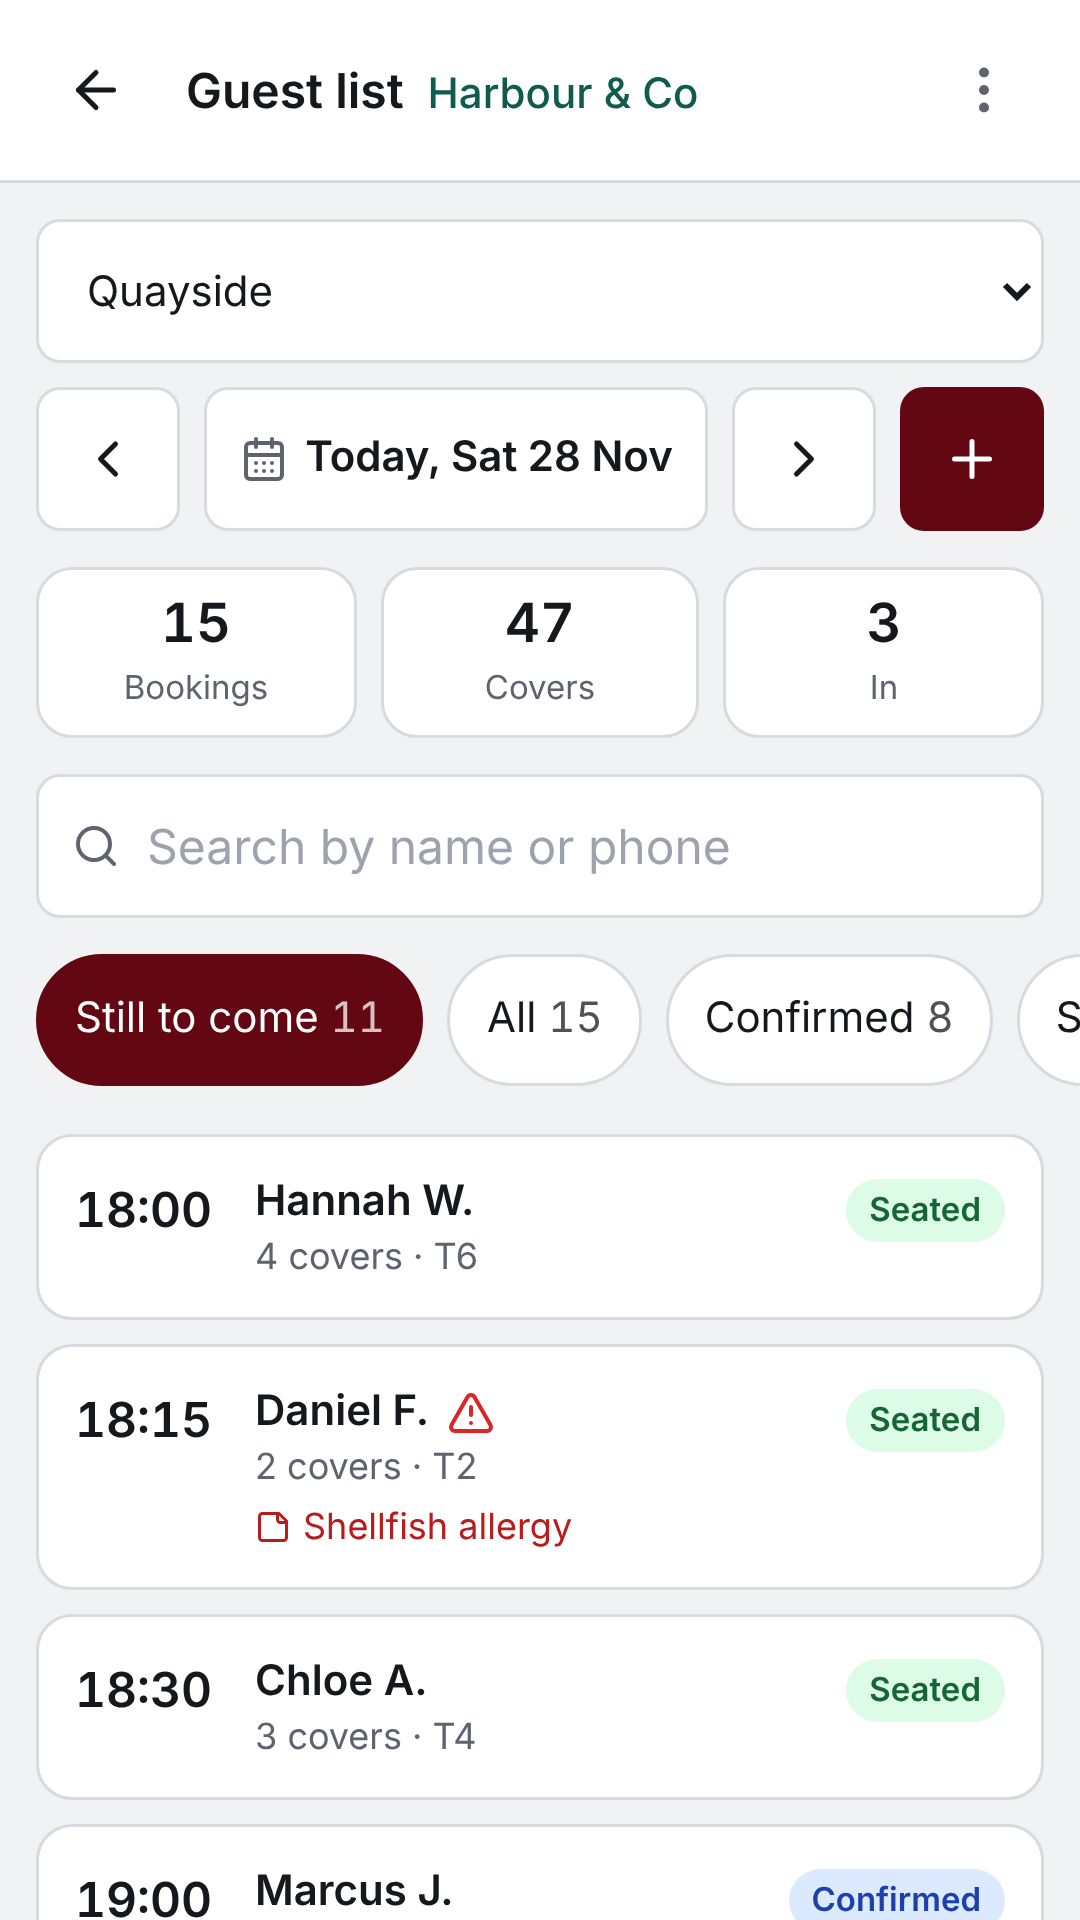 Guest list Harbour & Co
Quayside
Today, Sat 28 Nov
15
Bookings
47
Covers
3
In
Search by name or phone
Still to come 11
All 15
Confirmed 8
S
18:00
Hannah W.
4 covers · T6
Seated
18:15
Daniel F.
2 covers · T2
Shellfish allergy
Seated
18:30
Chloe A.
3 covers · T4
Seated
19:00
Marcus J.
Confirmed